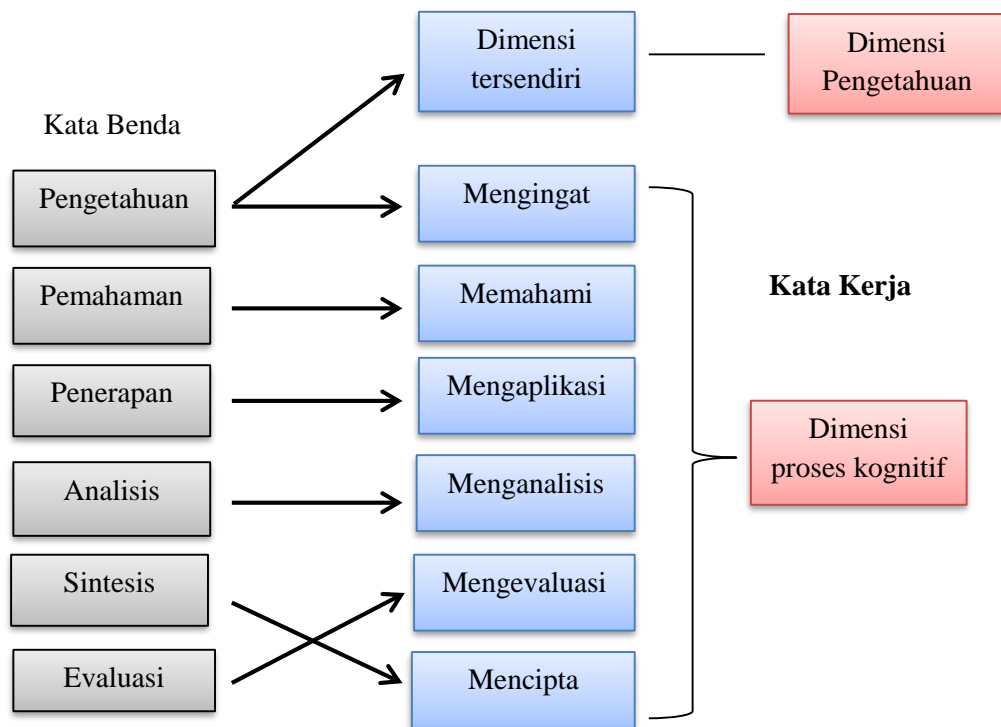 Dimensi
tersendiri
Dimensi
Pengetahuan
Kata Benda
Pengetahuan
Mengingat
Pemahaman
Memahami
Kata Kerja
Penerapan
Mengaplikasi
Dimensi
proses kognitif
Analisis
Menganalisis
Sintesis
Mengevaluasi
Evaluasi
Mencipta